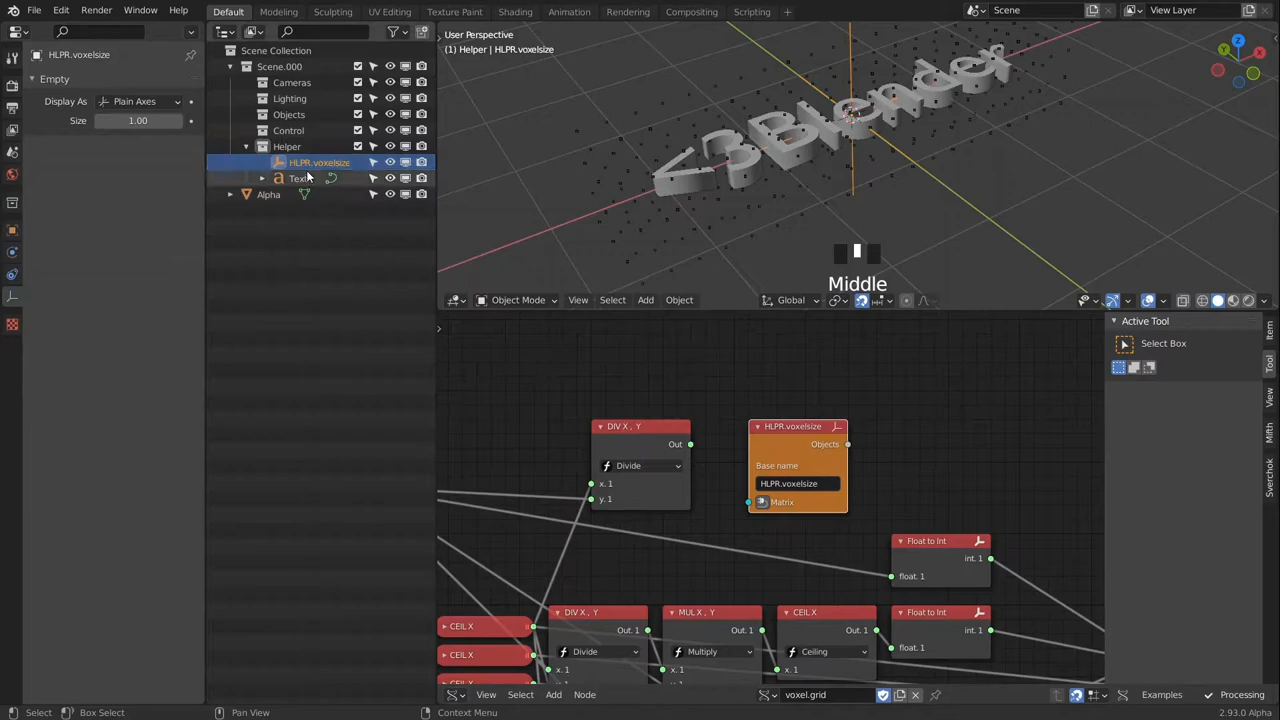 File Edit Render Window Help
Default Modeling Sculpting UV Editing Texture Paint Shading Animation Rendering Compositing Scripting
Scene
View Layer
HLPR.voxelsize
Empty
Display As Plain Axes
Size 1.00
Scene Collection
Scene.000
Cameras
Lighting
Objects
Control
Helper
HLPR.voxelsize
Alpha
User Perspective
(1) Helper | HLPR.voxelsize
<3Blender
Middle
Object Mode View Select Add Object Global
Active Tool
Select Box
Item
Tool
View
Mith
Sverchok
DIV X , Y
Out
Divide
x. 1
y. 1
HLPR.voxelsize
Objects
Base name
HLPR.voxelsize
Matrix
Float to Int
int. 1
float. 1
CEIL X
CEIL X
DIV X , Y
Out. 1
Divide
x. 1
MUL X , Y
Out. 1
Multiply
x. 1
CEIL X
Out. 1
Ceiling
x. 1
Float to Int
int. 1
float. 1
View Select Add Node voxel.grid Examples Processing
Select Box Select Pan View Context Menu 2.93.0 Alpha